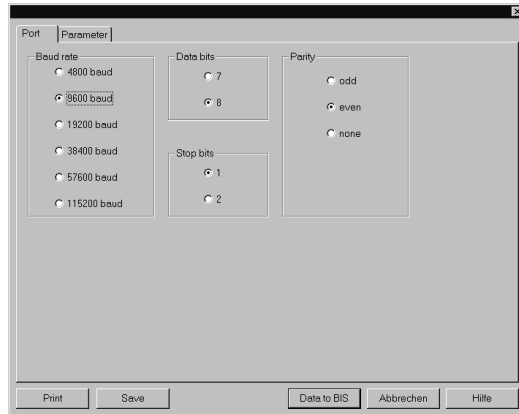 Port Parameter
Baud rate
4800 baud
9600 baud
19200 baud
38400 baud
57600 baud
115200 baud
Data bits
7
8
Stop bits
1
2
Parity
odd
even
none
Print Save Data to BIS Abbrechen Hilfe